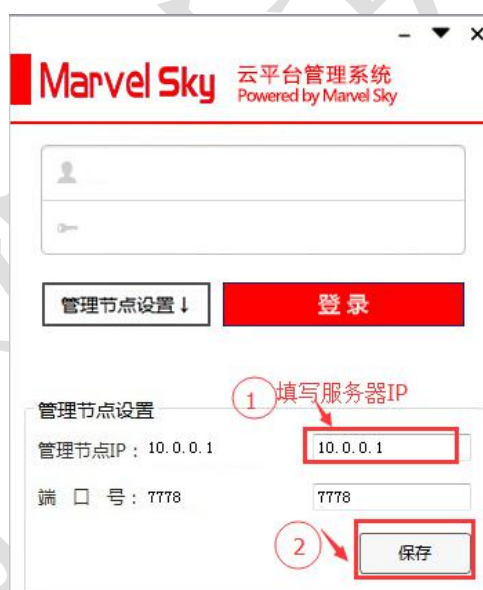 Marvel Sky 云平台管理系统
Powered by Marvel Sky
管理节点设置↓ 登录
① 填写服务器IP
管理节点设置
管理节点IP：10.0.0.1 10.0.0.1
端 口 号：7778 7778
② 保存